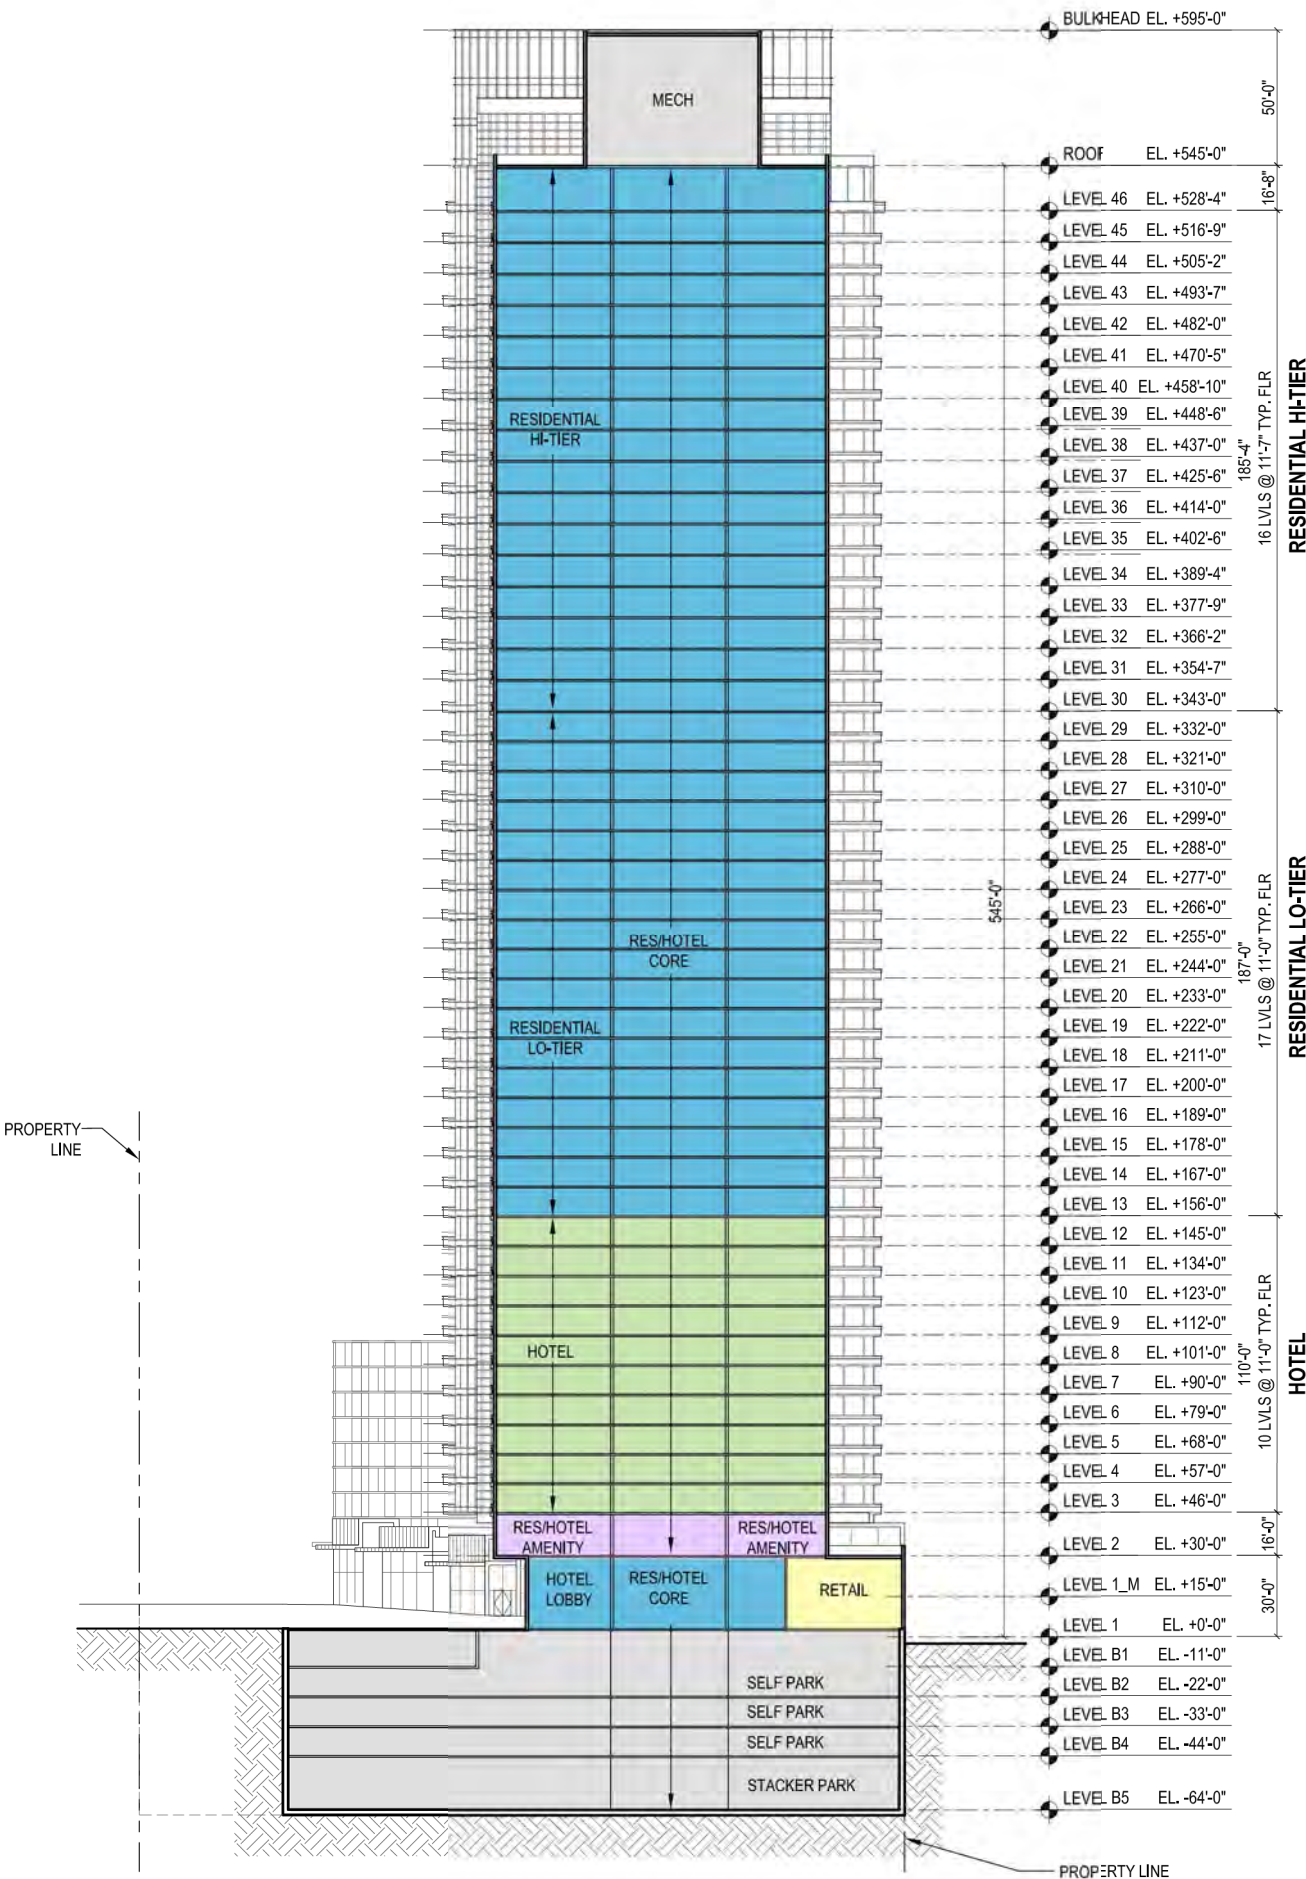 BULKHEAD EL. +595'-0"
50'-0"
MECH
ROOF EL. +545'-0"
16'-8"
LEVEL 46 EL. +528'-4"
LEVEL 45 EL. +516'-9"
LEVEL 44 EL. +505'-2"
LEVEL 43 EL. +493'-7"
LEVEL 42 EL. +482'-0"
LEVEL 41 EL. +470'-5"
LEVEL 40 EL. +458'-10"
LEVEL 39 EL. +448'-6"
LEVEL 38 EL. +437'-0"
LEVEL 37 EL. +425'-6"
LEVEL 36 EL. +414'-0"
LEVEL 35 EL. +402'-6"
LEVEL 34 EL. +389'-4"
LEVEL 33 EL. +377'-9"
LEVEL 32 EL. +366'-2"
LEVEL 31 EL. +354'-7"
LEVEL 30 EL. +343'-0"
185'-4"
16 LVLS @ 11'-7" TYP. FLR
RESIDENTIAL HI-TIER
RESIDENTIAL
HI-TIER
LEVEL 29 EL. +332'-0"
LEVEL 28 EL. +321'-0"
LEVEL 27 EL. +310'-0"
LEVEL 26 EL. +299'-0"
LEVEL 25 EL. +288'-0"
LEVEL 24 EL. +277'-0"
LEVEL 23 EL. +266'-0"
LEVEL 22 EL. +255'-0"
LEVEL 21 EL. +244'-0"
LEVEL 20 EL. +233'-0"
LEVEL 19 EL. +222'-0"
LEVEL 18 EL. +211'-0"
LEVEL 17 EL. +200'-0"
LEVEL 16 EL. +189'-0"
LEVEL 15 EL. +178'-0"
LEVEL 14 EL. +167'-0"
LEVEL 13 EL. +156'-0"
545'-0"
187'-0"
17 LVLS @ 11'-0" TYP. FLR
RESIDENTIAL LO-TIER
RES/HOTEL
CORE
RESIDENTIAL
LO-TIER
PROPERTY
LINE
LEVEL 12 EL. +145'-0"
LEVEL 11 EL. +134'-0"
LEVEL 10 EL. +123'-0"
LEVEL 9 EL. +112'-0"
LEVEL 8 EL. +101'-0"
LEVEL 7 EL. +90'-0"
LEVEL 6 EL. +79'-0"
LEVEL 5 EL. +68'-0"
LEVEL 4 EL. +57'-0"
LEVEL 3 EL. +46'-0"
110'-0"
10 LVLS @ 11'-0" TYP. FLR
HOTEL
HOTEL
RES/HOTEL
AMENITY
RES/HOTEL
AMENITY
LEVEL 2 EL. +30'-0"
16'-0"
HOTEL
LOBBY
RES/HOTEL
CORE
RETAIL
LEVEL 1_M EL. +15'-0"
30'-0"
LEVEL 1 EL. +0'-0"
LEVEL B1 EL. -11'-0"
SELF PARK
LEVEL B2 EL. -22'-0"
SELF PARK
LEVEL B3 EL. -33'-0"
SELF PARK
LEVEL B4 EL. -44'-0"
STACKER PARK
LEVEL B5 EL. -64'-0"
PROPERTY LINE